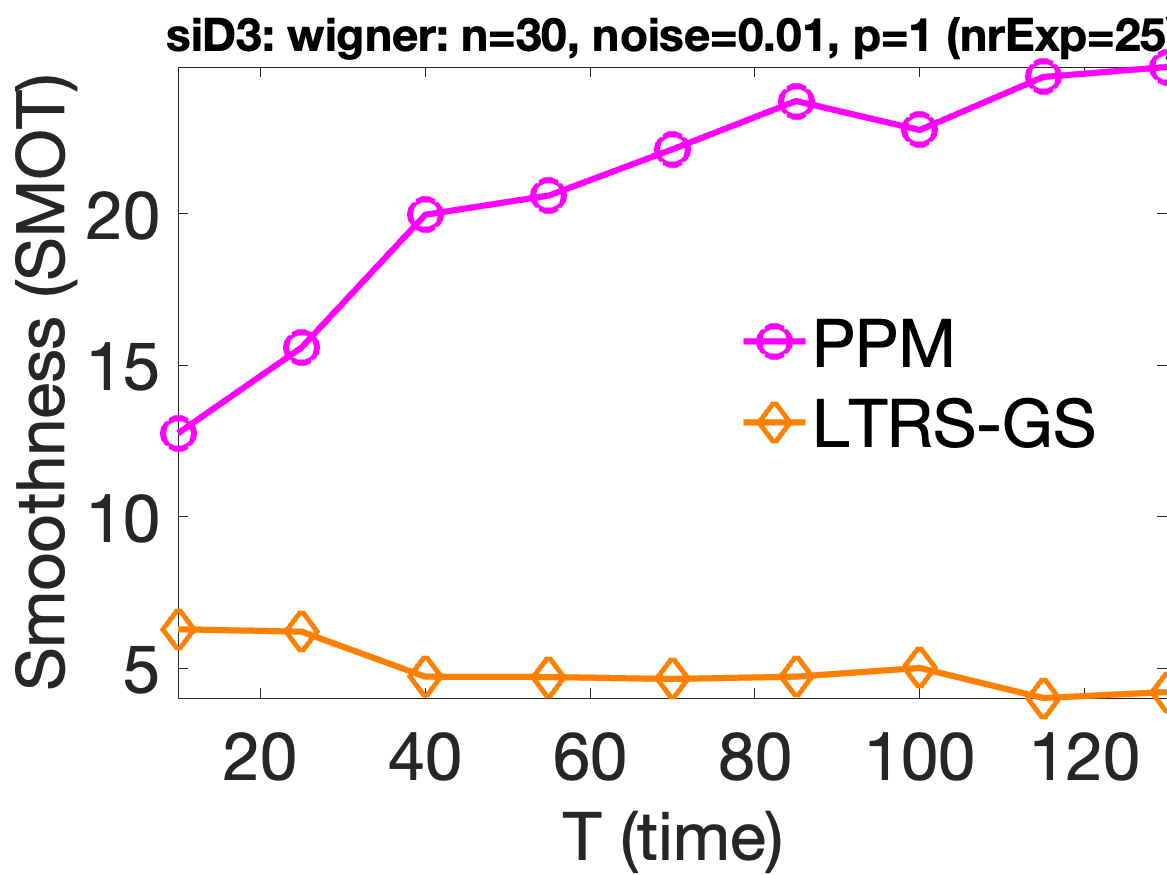 siD3: wigner: n=30, noise=0.01, p=1 (nrExp=25)
Smoothness (SMOT)
20
15
10
5
PPM
LTRS-GS
20 40 60 80 100 120
T (time)